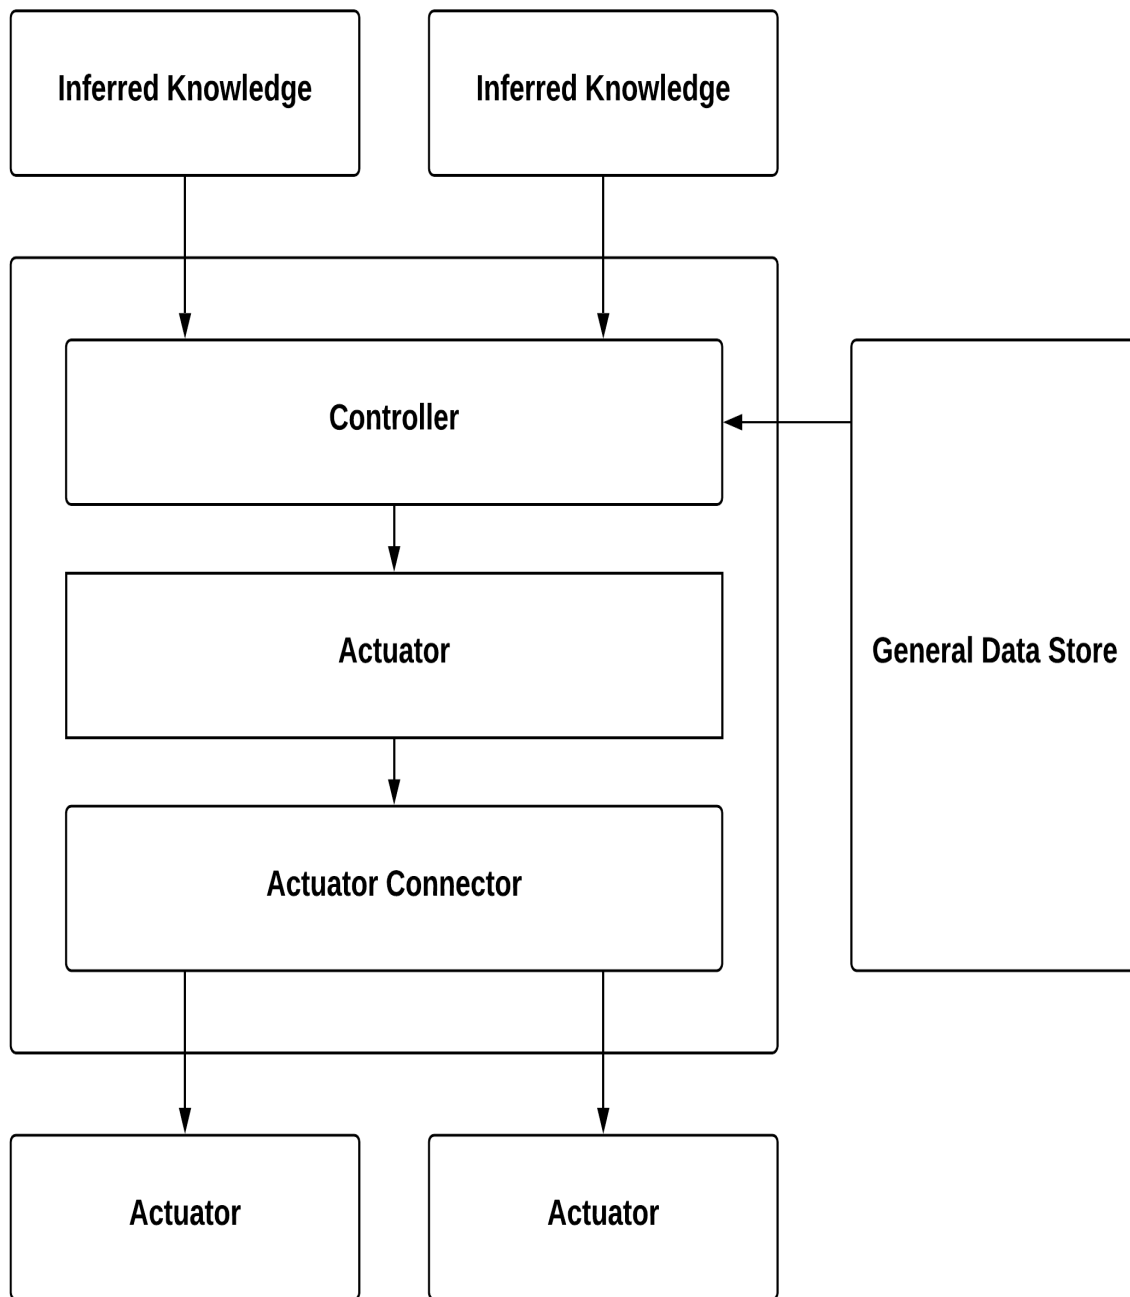 Inferred Knowledge
Inferred Knowledge
Controller
Actuator
General Data Store
Actuator Connector
Actuator
Actuator